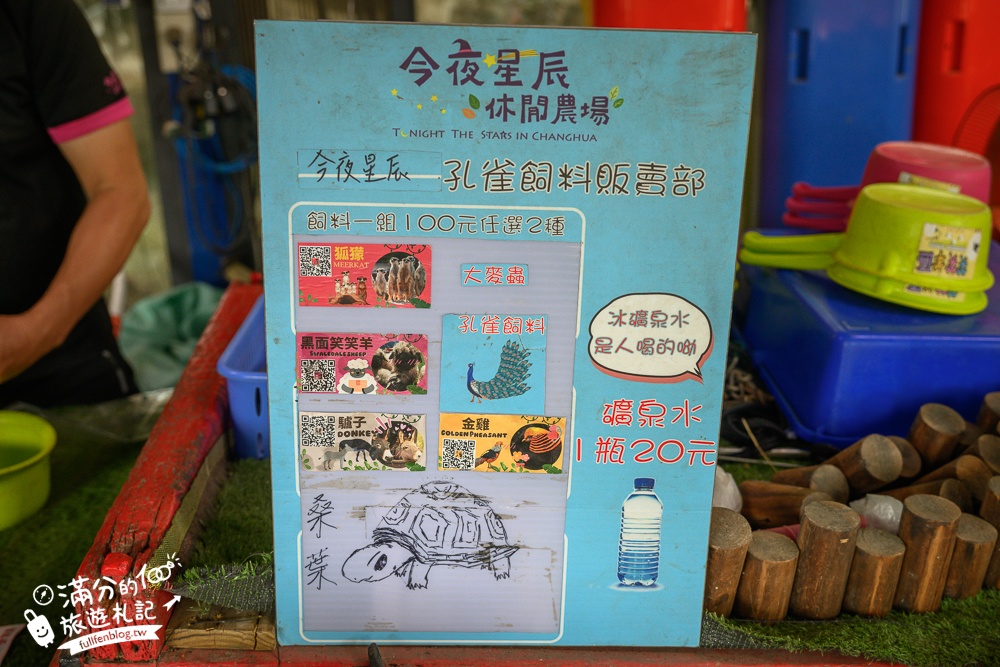 今夜星辰
休閒農場
TONIGHT THE STARS IN CHANGHUA
今夜星辰 孔雀飼料販賣部
飼料一組100元任選2種
狐獴
MEERKAT
大麥蟲
黑面笑笑羊
SWALEDALE SHEEP
孔雀飼料
驢子
DONKEY
金雞
GOLDEN PHEASANT
桑葉
冰礦泉水
是人喝的呦
礦泉水
1瓶20元
滿分的
旅遊札記
fullfenblog.tw